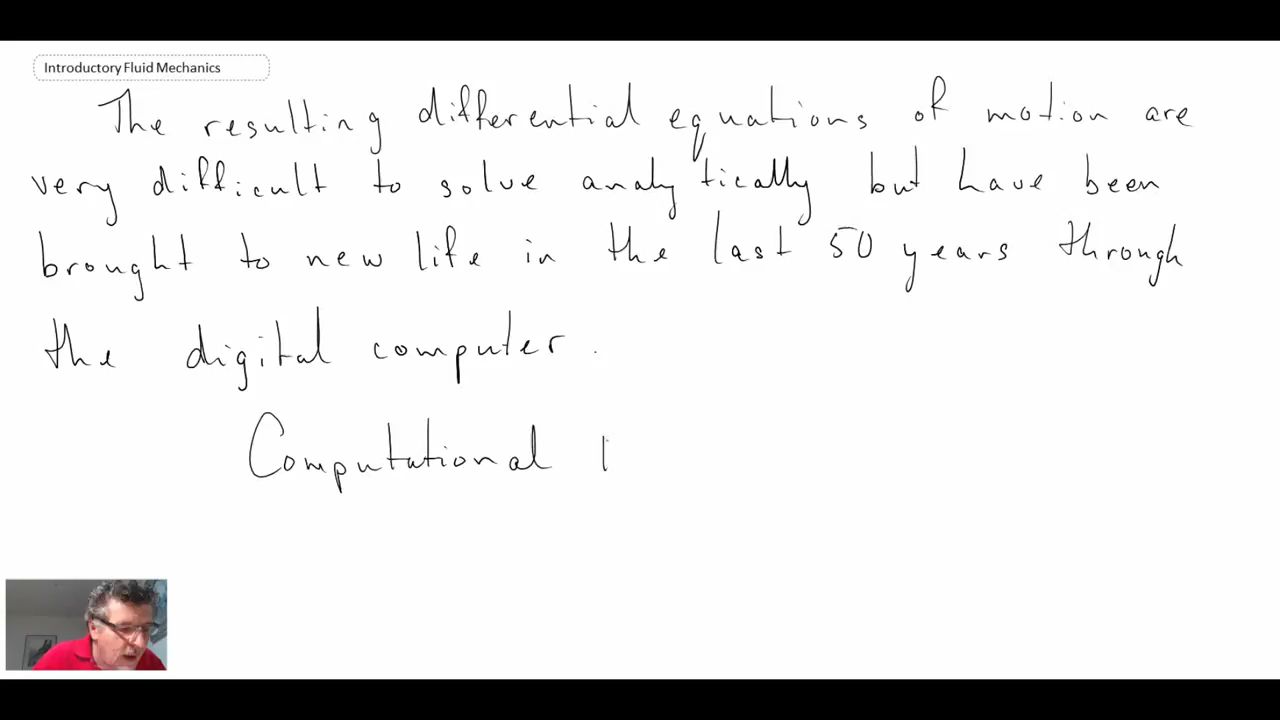 Introductory Fluid Mechanics
The resulting differential equations of motion are
very difficult to solve analytically but have been
brought to new life in the last 50 years through
the digital computer.
Computational